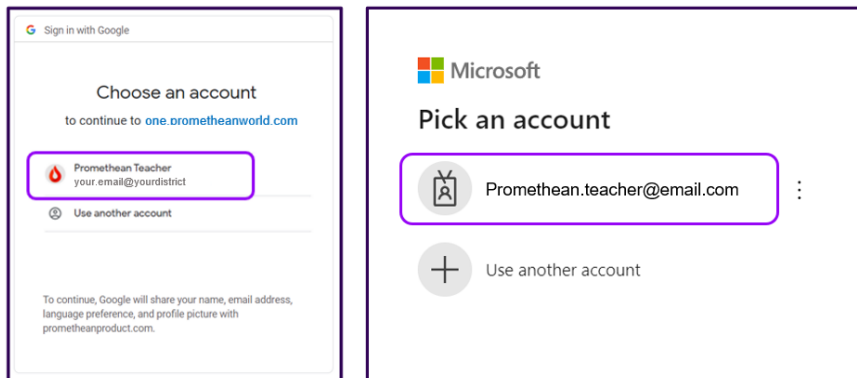 Sign in with Google
Choose an account
to continue to one.prometheanworld.com
Promethean Teacher
your.email@yourdistrict
Use another account
To continue, Google will share your name, email address,
language preference, and profile picture with
prometheanproduct.com.
Microsoft
Pick an account
Promethean.teacher@email.com
Use another account